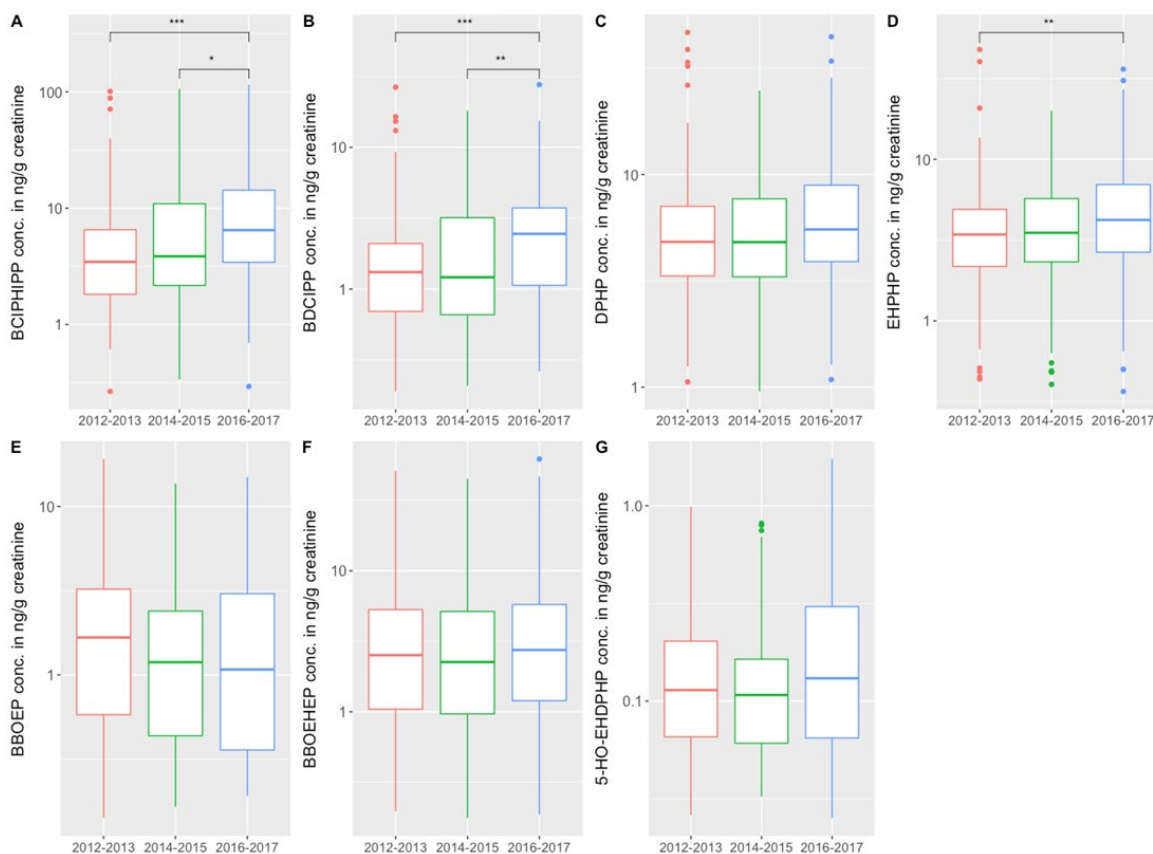 A
B
C
D
***
***
**
*
**
BCIPHIPP conc. in ng/g creatinine
100
10
1
BDCIPP conc. in ng/g creatinine
10
1
DPHP conc. in ng/g creatinine
10
1
EHPHP conc. in ng/g creatinine
10
1
2012-2013 2014-2015 2016-2017
2012-2013 2014-2015 2016-2017
2012-2013 2014-2015 2016-2017
2012-2013 2014-2015 2016-2017
E
F
G
BBOEP conc. in ng/g creatinine
10
1
BBOEHEP conc. in ng/g creatinine
10
1
5-HO-EHDPHP conc. in ng/g creatinine
1.0
0.1
2012-2013 2014-2015 2016-2017
2012-2013 2014-2015 2016-2017
2012-2013 2014-2015 2016-2017